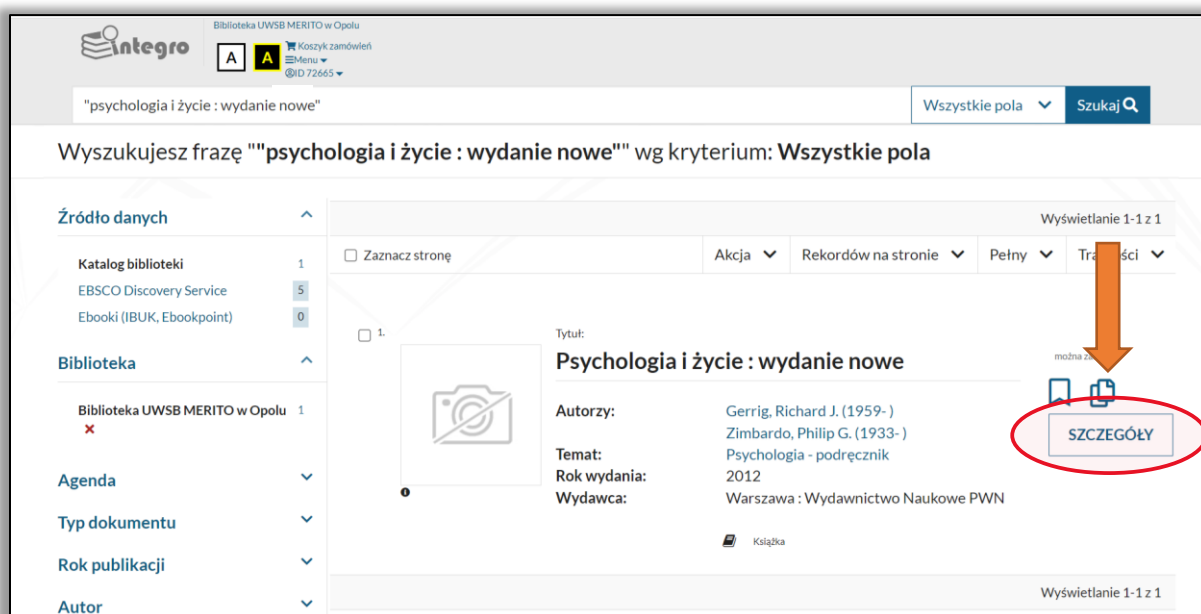 integro
Biblioteka UWSB MERITO w Opolu
A
A
Koszyk zamówień
Menu
ID 72665
"psychologia i życie : wydanie nowe"
Wszystkie pola
Szukaj
Wyszukujesz frazę ""psychologia i życie : wydanie nowe"" wg kryterium: Wszystkie pola
Źródło danych
Katalog biblioteki 1
EBSCO Discovery Service 5
Ebooki (IBUK, Ebookpoint) 0
Biblioteka
Biblioteka UWSB MERITO w Opolu 1
Agenda
Typ dokumentu
Rok publikacji
Autor
Wyświetlanie 1-1 z 1
Zaznacz stronę
Akcja
Rekordów na stronie
Pełny
1.
Tytuł:
Psychologia i życie : wydanie nowe
Autorzy: Gerrig, Richard J. (1959- )
Zimbardo, Philip G. (1933- )
Temat: Psychologia - podręcznik
Rok wydania: 2012
Wydawca: Warszawa : Wydawnictwo Naukowe PWN
Książka
można
SZCZEGÓŁY
Wyświetlanie 1-1 z 1